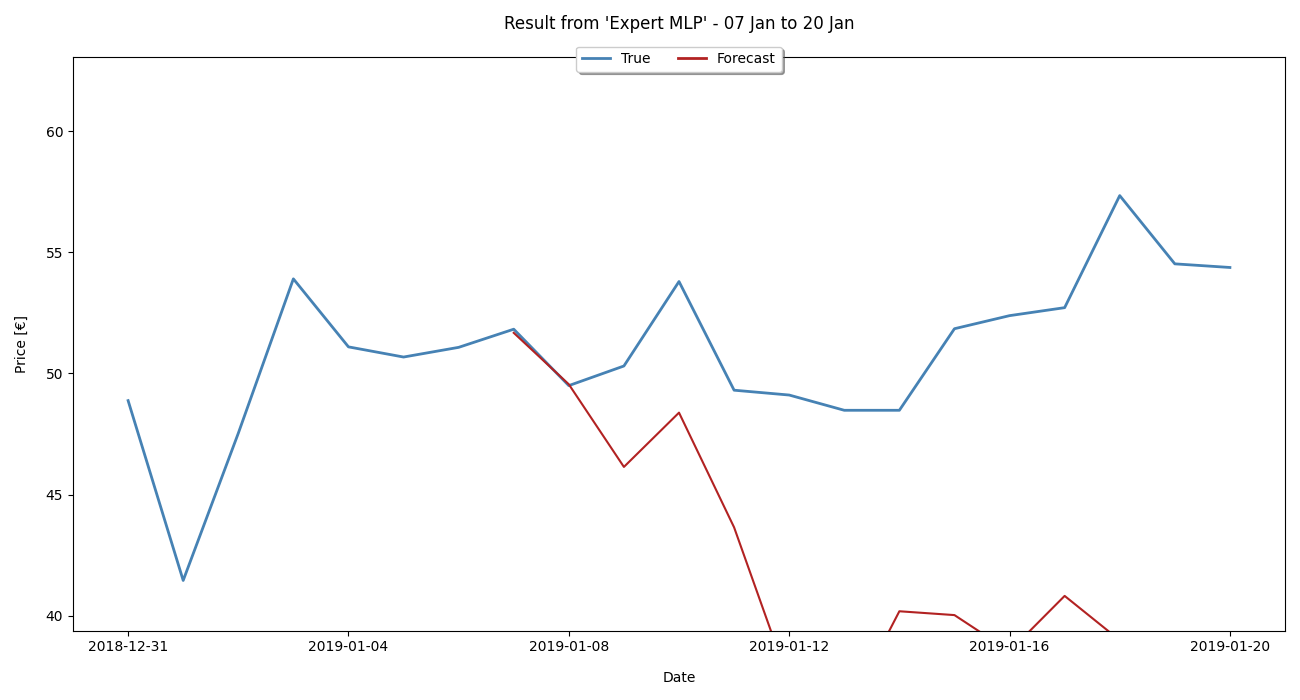 Result from 'Expert MLP' - 07 Jan to 20 Jan
True
Forecast
Price [€]
60
55
50
45
40
2018-12-31
2019-01-04
2019-01-08
2019-01-12
2019-01-16
2019-01-20
Date